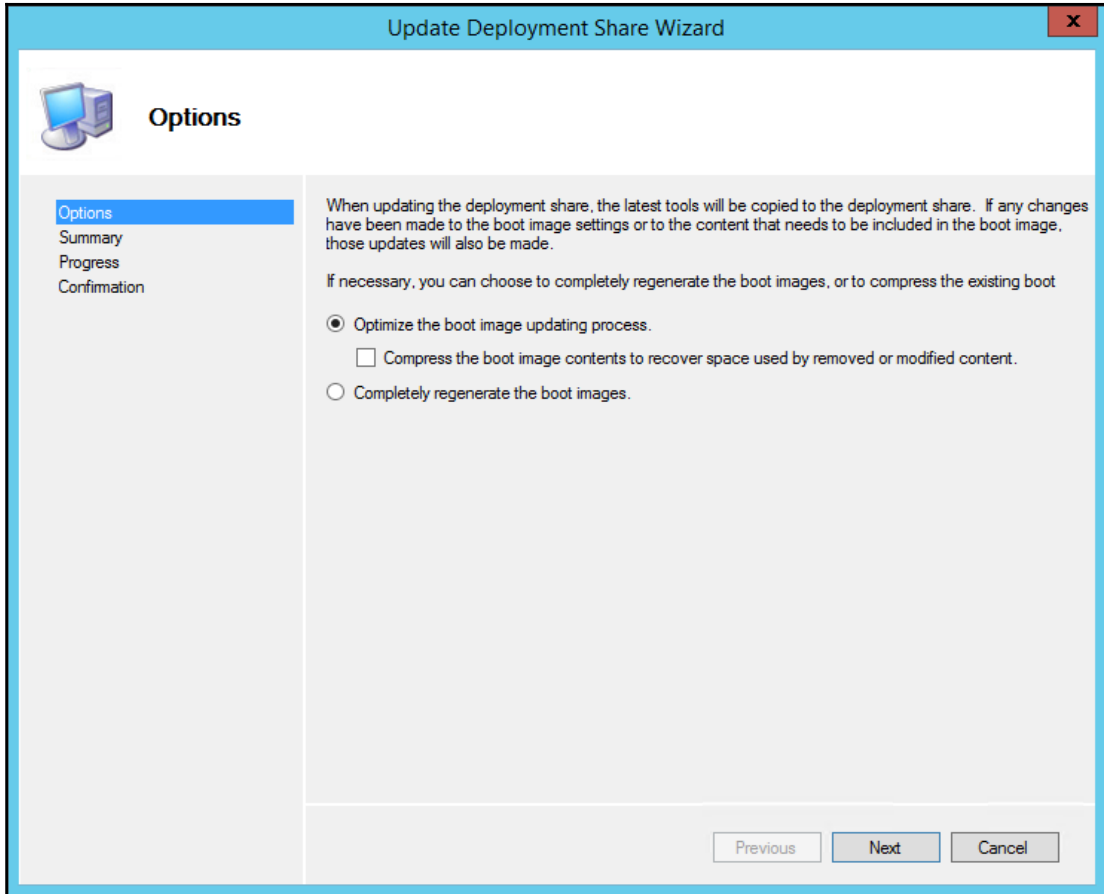 Update Deployment Share Wizard
x
Options
Options
Summary
Progress
Confirmation
When updating the deployment share, the latest tools will be copied to the deployment share. If any changes
have been made to the boot image settings or to the content that needs to be included in the boot image,
those updates will also be made.
If necessary, you can choose to completely regenerate the boot images, or to compress the existing boot
Optimize the boot image updating process.
Compress the boot image contents to recover space used by removed or modified content.
Completely regenerate the boot images.
Previous
Next
Cancel